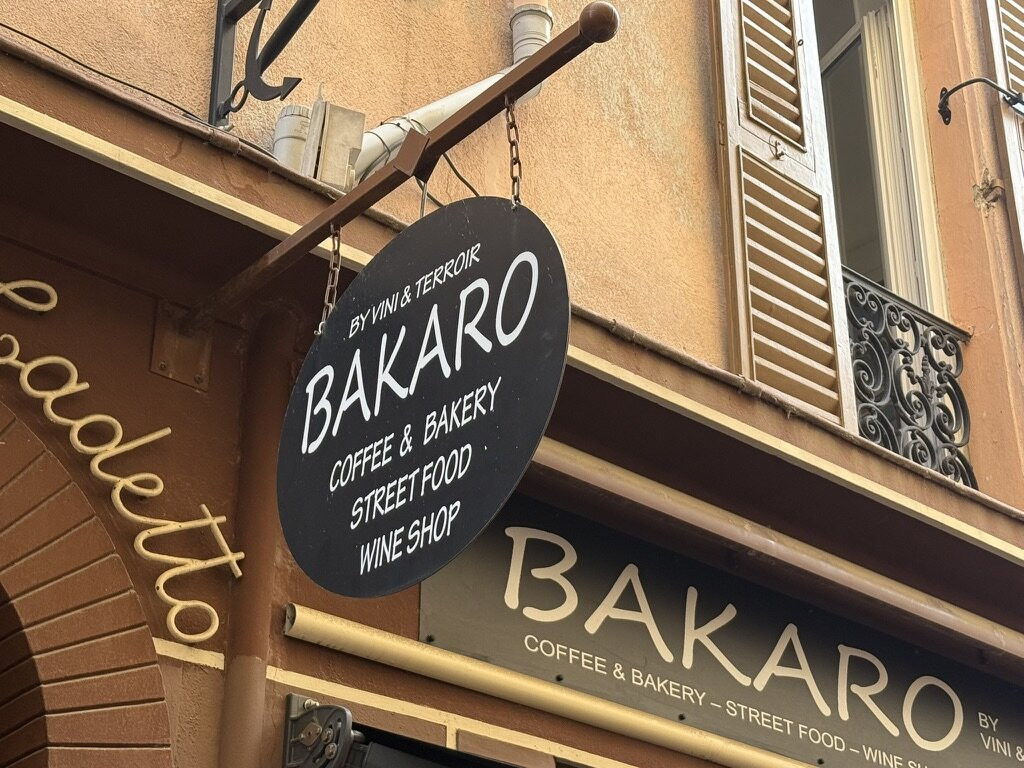 BY VINI & TERROIR
BAKARO
COFFEE & BAKERY
STREET FOOD
WINE SHOP
BAKARO
COFFEE & BAKERY – STREET FOOD – WINE
BY
VINI &